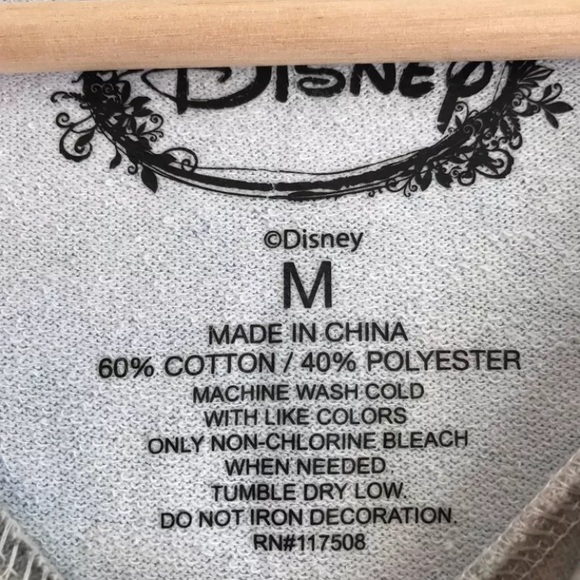 Disney
©Disney
M
MADE IN CHINA
60% COTTON / 40% POLYESTER
MACHINE WASH COLD
WITH LIKE COLORS
ONLY NON-CHLORINE BLEACH
WHEN NEEDED.
TUMBLE DRY LOW.
DO NOT IRON DECORATION.
RN#117508